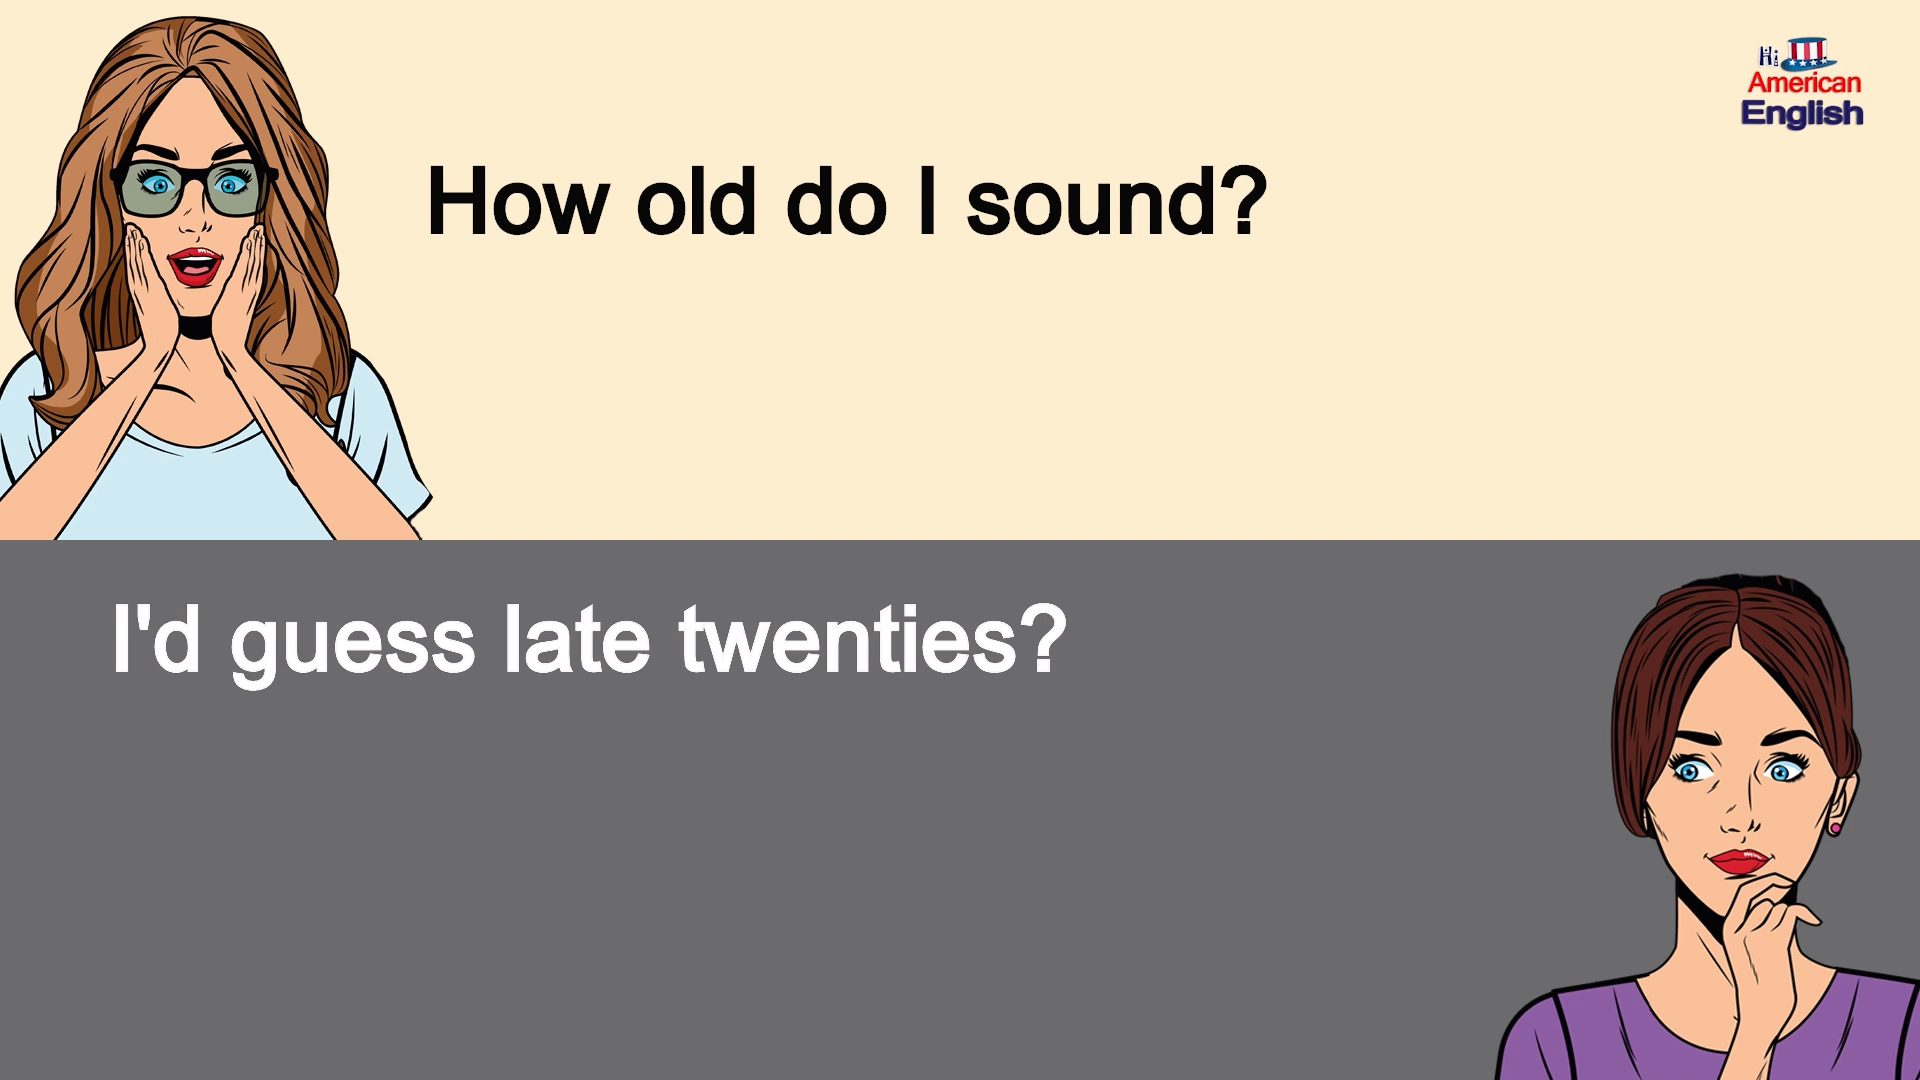 Hi
American
English
How old do I sound?
I'd guess late twenties?